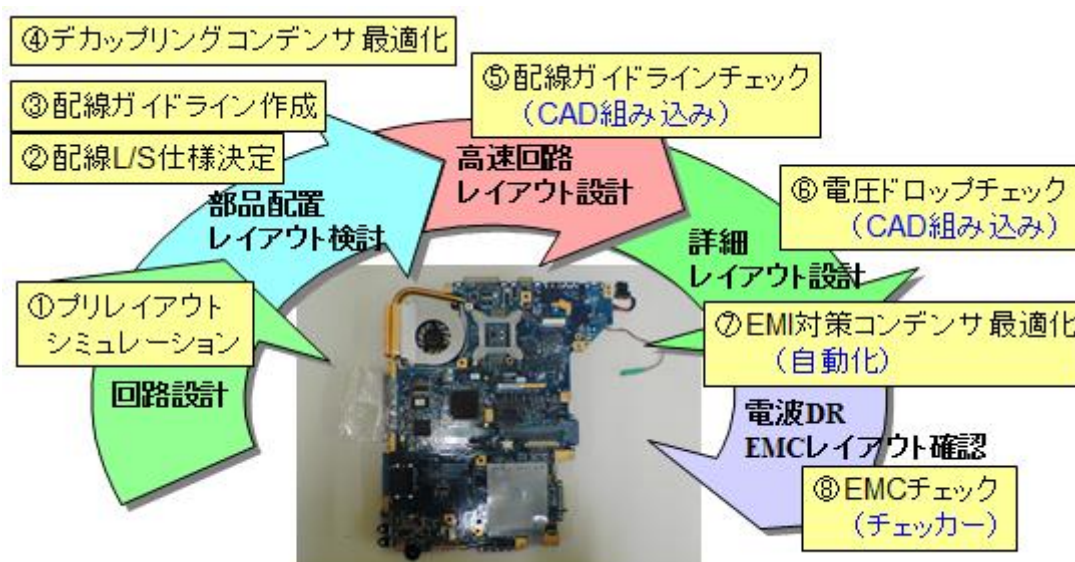 ④デカップリングコンデンサ最適化
③配線ガイドライン作成
②配線L/S仕様決定
⑤配線ガイドラインチェック
（CAD組み込み）
高速回路
レイアウト設計
部品配置
レイアウト検討
⑥電圧ドロップチェック
（CAD組み込み）
詳細
レイアウト設計
①プリレイアウト
シミュレーション
回路設計
⑦EMI対策コンデンサ最適化
（自動化）
電波DR
EMCレイアウト確認
⑧EMCチェック
（チェッカー）